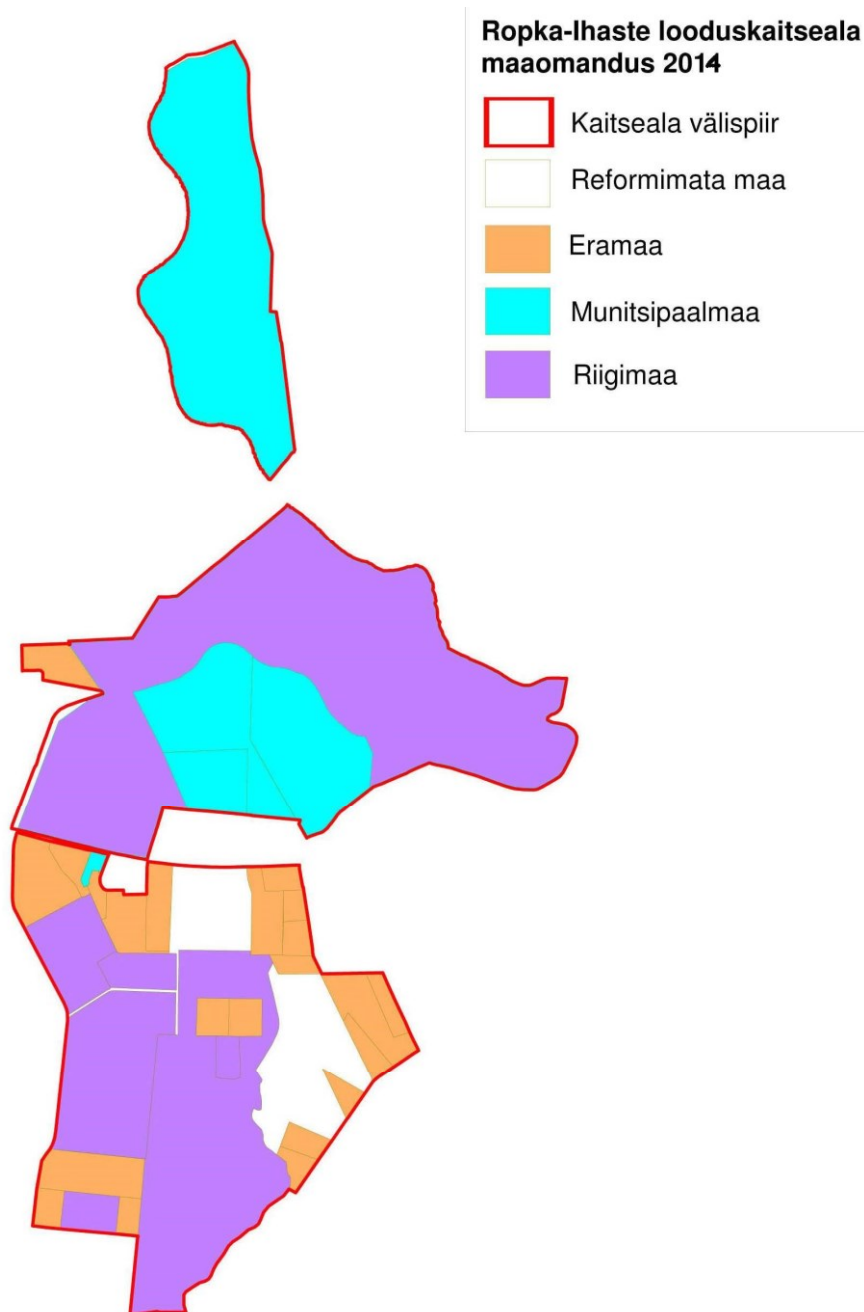 Ropka-Ihaste looduskaitseala
maaomandus 2014
Kaitseala välispiir
Reformimata maa
Eramaa
Munitsipaalmaa
Riigimaa